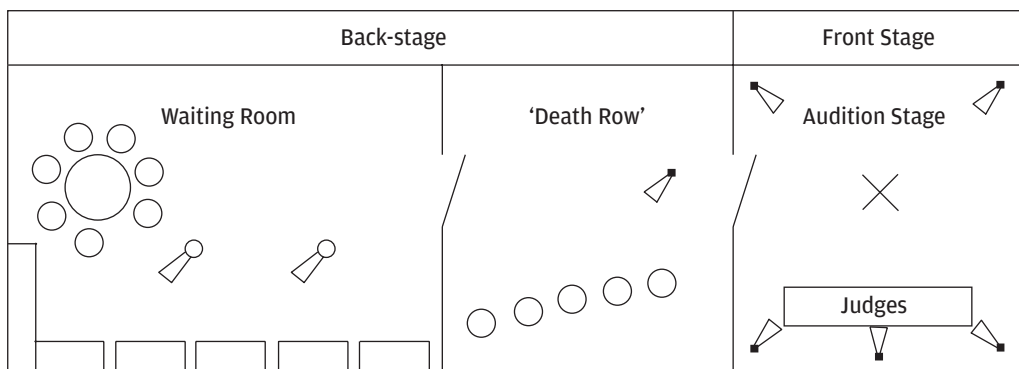 Back-stage
Front Stage
Waiting Room
‘Death Row’
Audition Stage
Judges